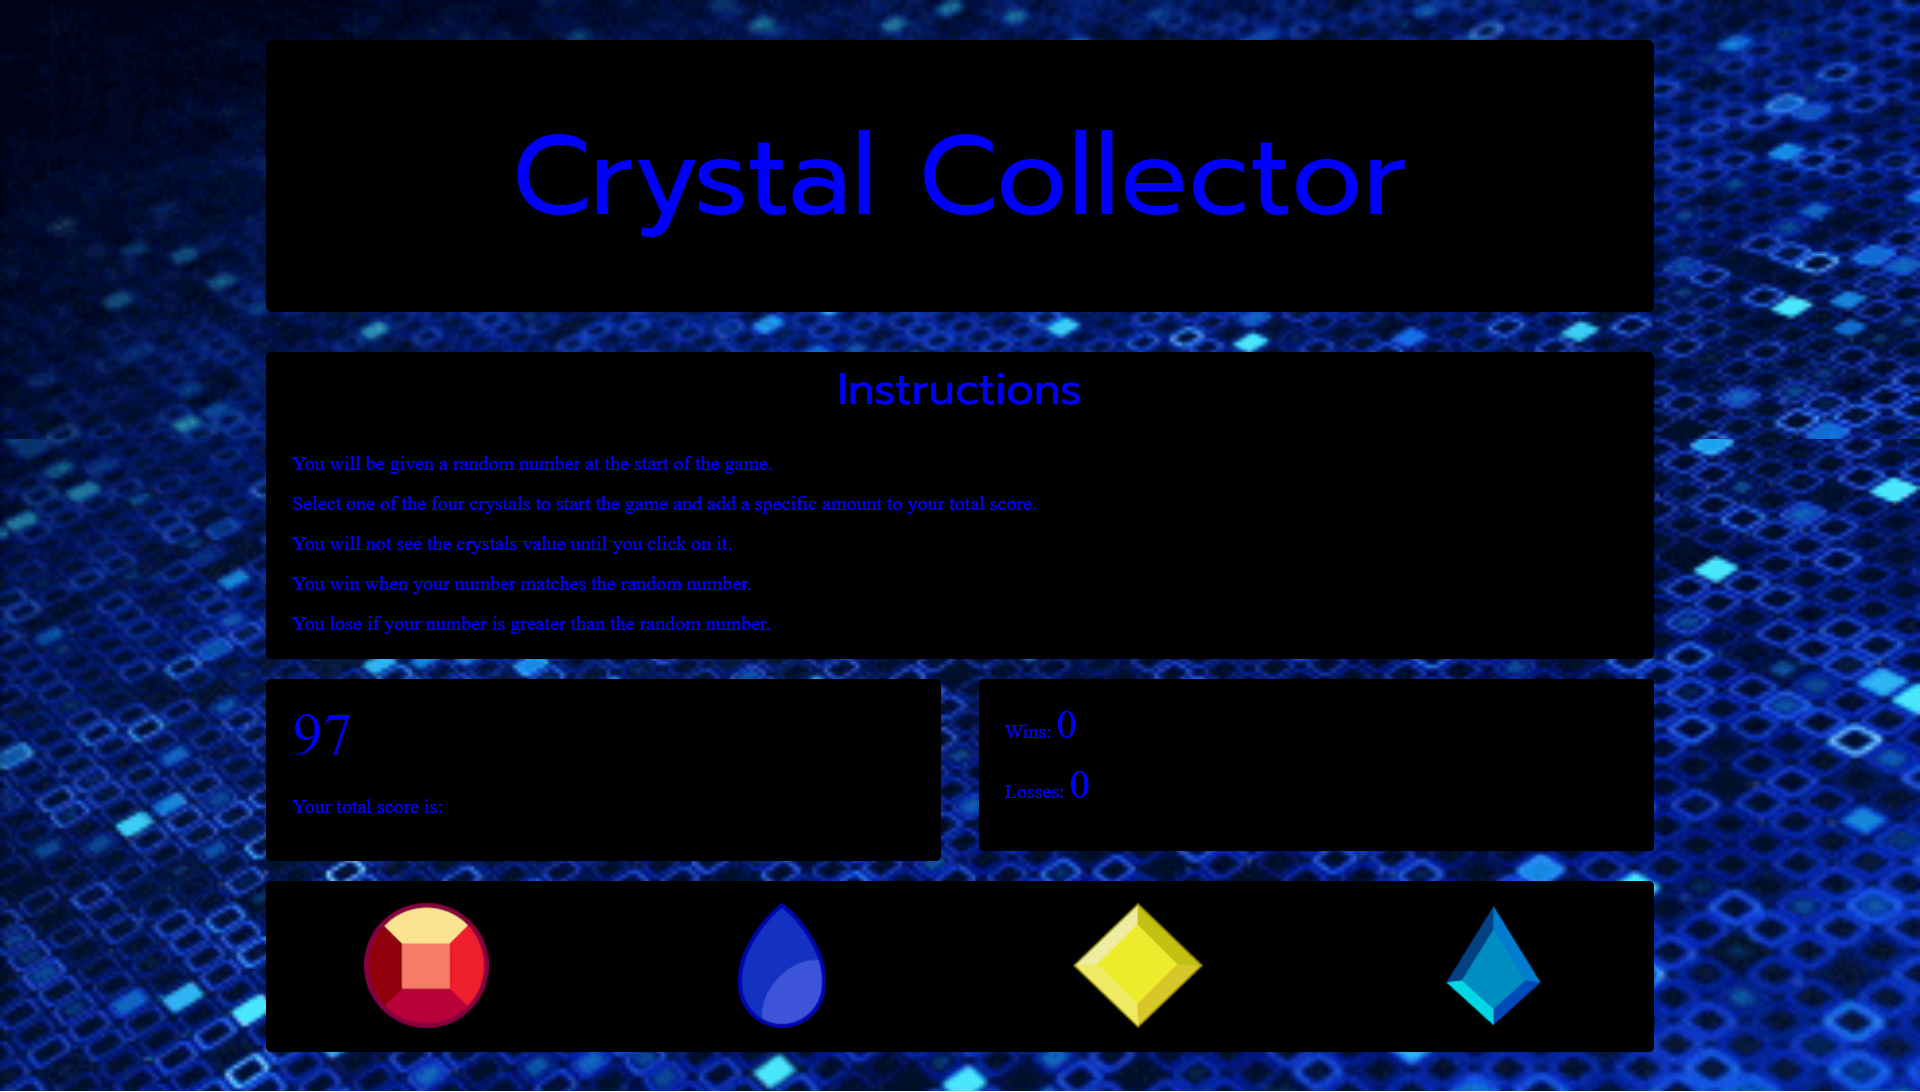 Crystal Collector
Instructions
You will be given a random number at the start of the game.
Select one of the four crystals to start the game and add a specific amount to your total score.
You will not see the crystals value until you click on it.
You win when your number matches the random number.
You lose if your number is greater than the random number.
97
Your total score is:
Wins: 0
Losses: 0